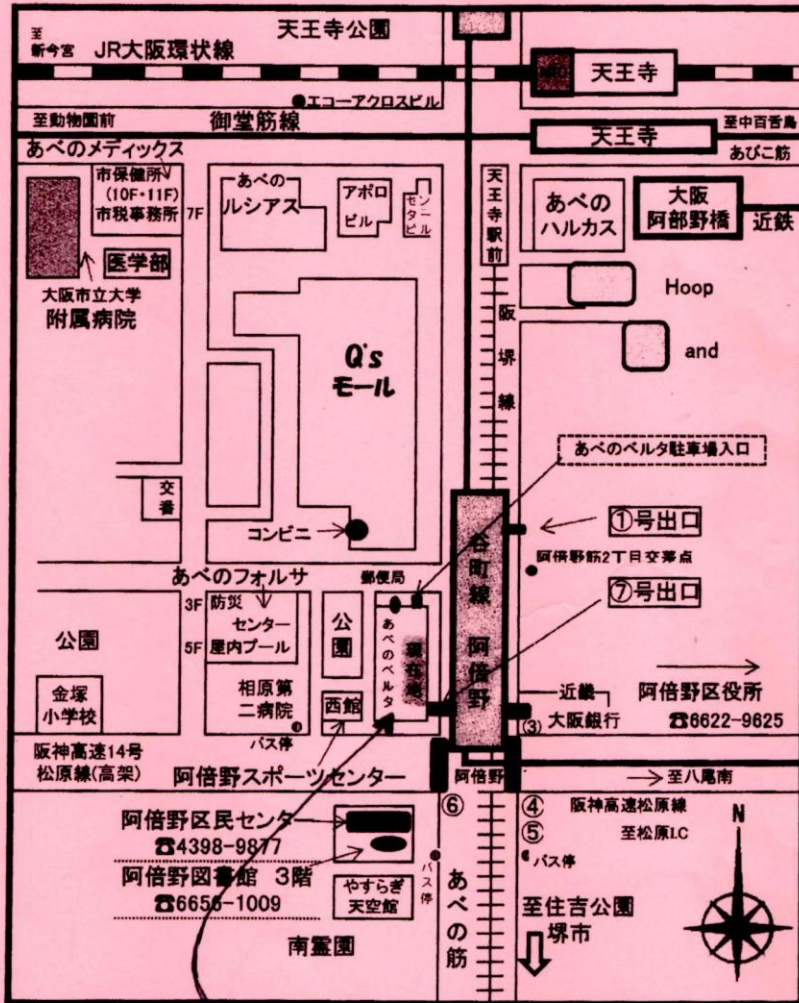 天王寺公園
至
新今宮
JR大阪環状線
天王寺
エコーアクロスビル
至動物園前
御堂筋線
天王寺
至中百舌鳥
あびこ筋
あべのメディックス
市保健所
(10F・11F)
市税事務所
7F
医学部
大阪市立大学
附属病院
あべの
ルシアス
アポロ
ビル
センタービル
天王寺駅前
あべの
ハルカス
大阪
阿部野橋
近鉄
Hoop
and
阪堺線
Q's
モール
あべのベルタ駐車場入口
交番
コンビニ
①号出口
阿倍野筋2丁目交差点
⑦号出口
谷町線 阿倍野
あべのフォルサ
郵便局
3F
防災
センター
5F
屋内プール
公園
あべのベルタ
現在地
公園
金塚
小学校
相原第
二病院
西館
バス停
近畿
大阪銀行
③
阿倍野区役所
☎6622-9625
阪神高速14号
松原線(高架)
阿倍野スポーツセンター
阿倍野
至八尾南
⑥
④
⑤
阪神高速松原線
至松原I.C
バス停
N
阿倍野区民センター
☎4398-9877
阿倍野図書館 3階
☎6656-1009
やすらぎ
天空館
バス停
あべの筋
至住吉公園
堺市
南霊園